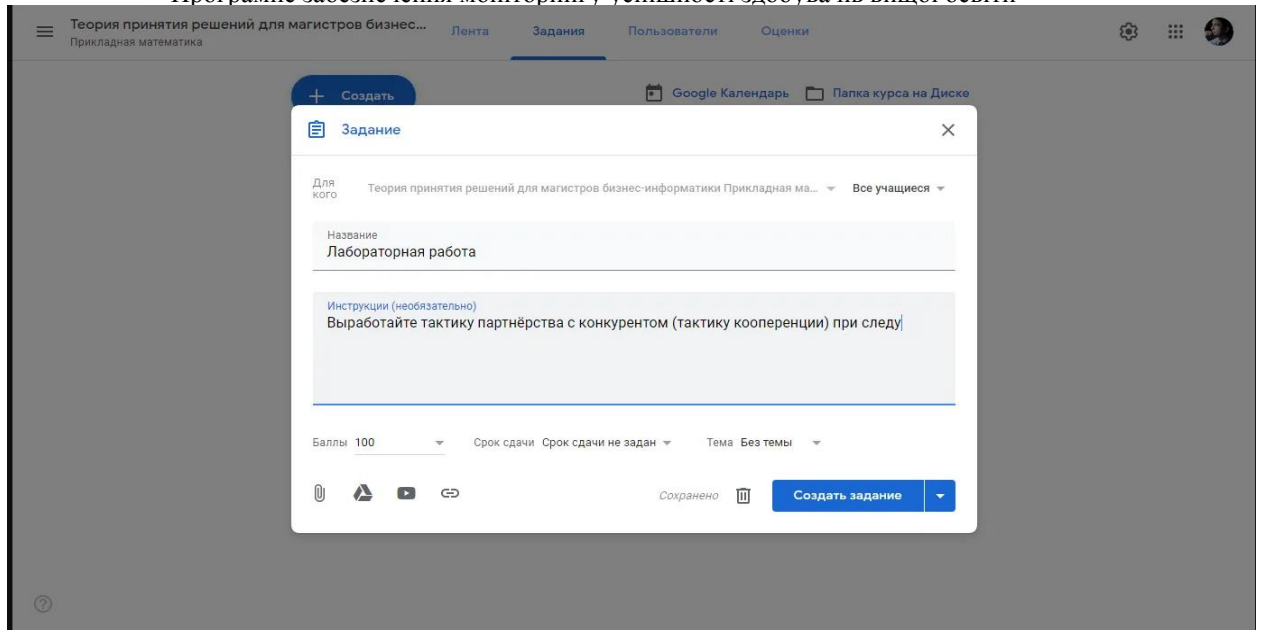 Програмне забезпечення моніторингу успішності здобувачів вищої освіти
Теория принятия решений для магистров бизнес...
Прикладная математика
Лента Задания Пользователи Оценки
Создать
Google Календарь Папка курса на Диске
Задание
Для кого
Теория принятия решений для магистров бизнес-информатики Прикладная ма... Все учащиеся
Название
Лабораторная работа
Инструкции (необязательно)
Выработайте тактику партнёрства с конкурентом (тактику кооперенции) при следу
Баллы 100 Срок сдачи Срок сдачи не задан Тема Без темы
Сохранено Создать задание